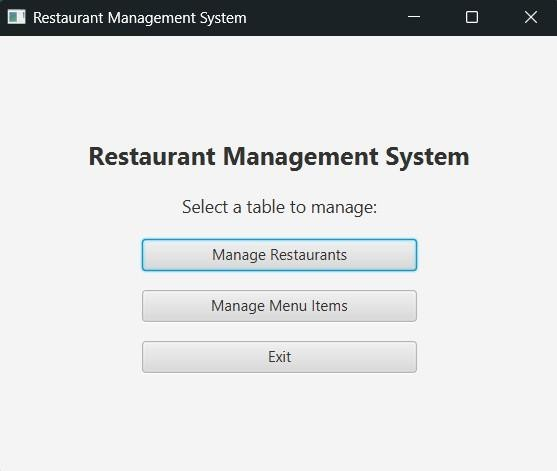 Restaurant Management System
Restaurant Management System
Select a table to manage:
Manage Restaurants
Manage Menu Items
Exit